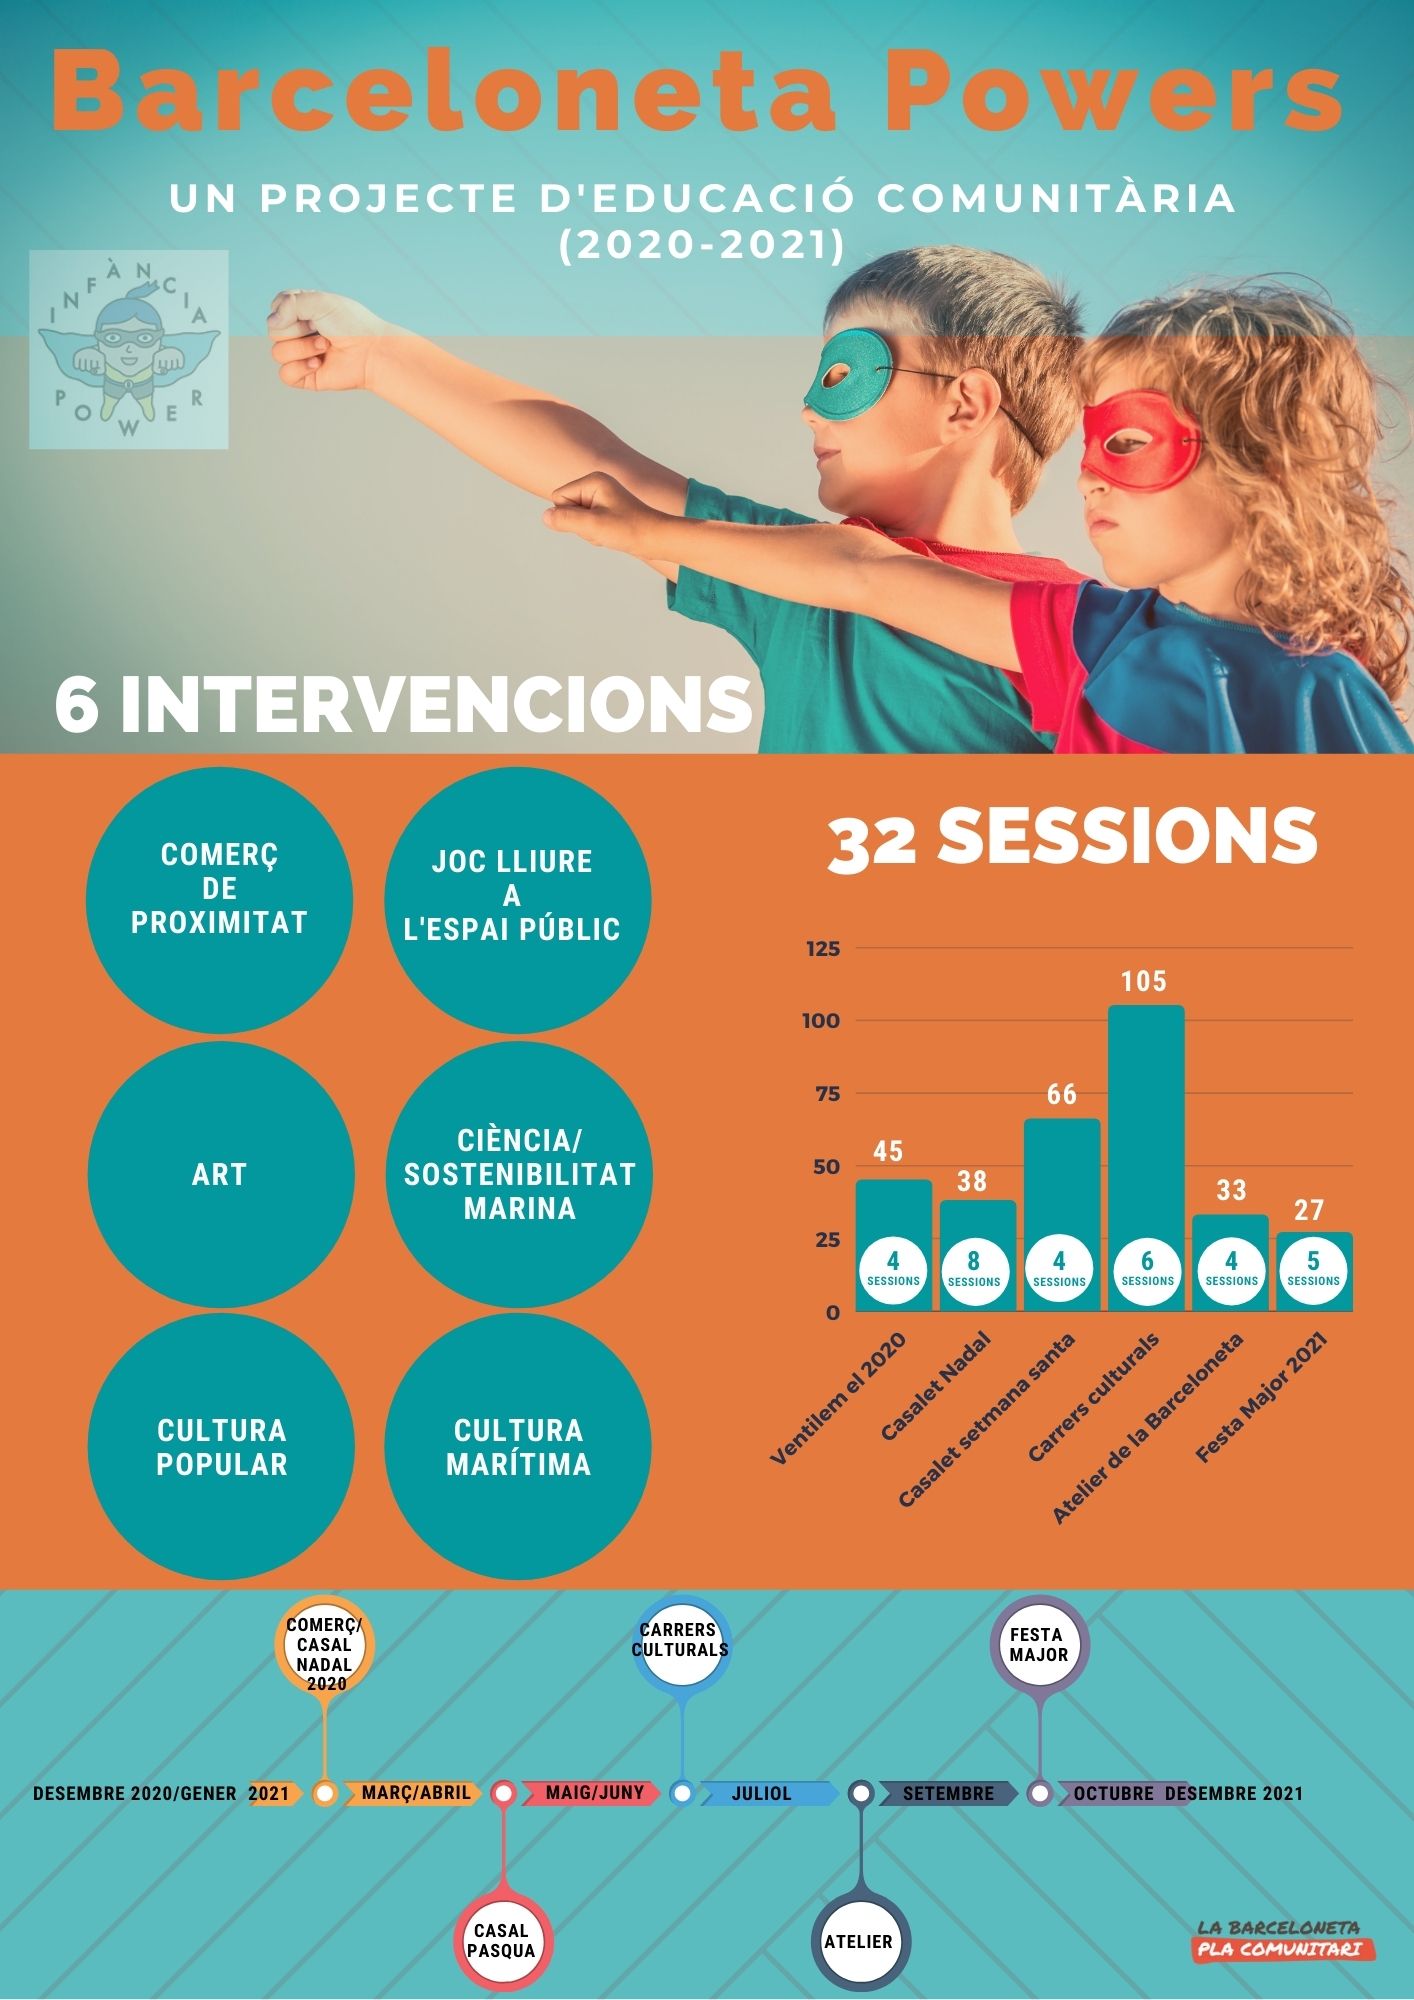 Barceloneta Powers
UN PROJECTE D'EDUCACIÓ COMUNITÀRIA
(2020-2021)
INFÀNCIA
POWER
6 INTERVENCIONS
COMERÇ
DE
PROXIMITAT
JOC LLIURE
A
L'ESPAI PÚBLIC
ART
CIÈNCIA/
SOSTENIBILITAT
MARINA
CULTURA
POPULAR
CULTURA
MARÍTIMA
32 SESSIONS
125
100
75
50
25
0
45
38
66
105
33
27
4
SESSIONS
8
SESSIONS
4
SESSIONS
6
SESSIONS
4
SESSIONS
5
SESSIONS
Ventilem el 2020
Casalet Nadal
Casalet setmana santa
Carrers culturals
Atelier de la Barceloneta
Festa Major 2021
COMERÇ/
CASAL
NADAL
2020
CARRERS
CULTURALS
FESTA
MAJOR
DESEMBRE 2020/GENER 2021
MARÇ/ABRIL
MAIG/JUNY
JULIOL
SETEMBRE
OCTUBRE DESEMBRE 2021
CASAL
PASQUA
ATELIER
LA BARCELONETA
PLA COMUNITARI